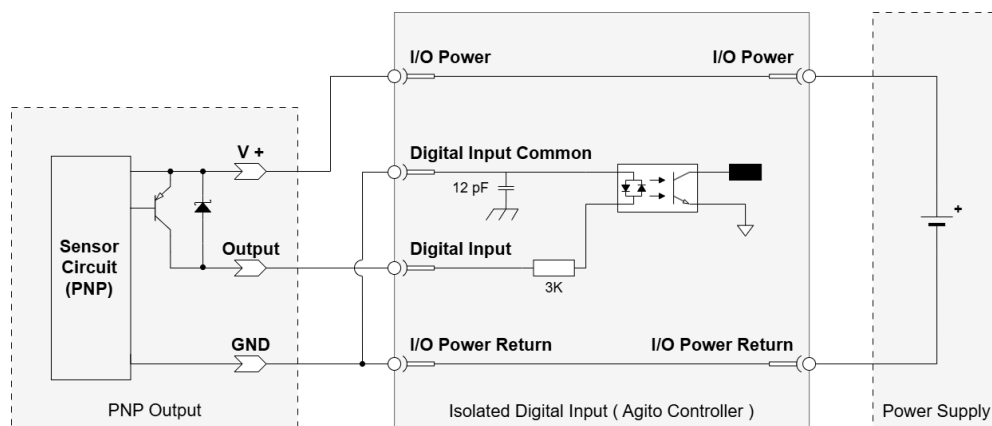 I/O Power
I/O Power
V +
Digital Input Common
12 pF
+
Sensor
Circuit
(PNP)
Output
Digital Input
3K
GND
I/O Power Return
I/O Power Return
PNP Output
Isolated Digital Input ( Agito Controller )
Power Supply